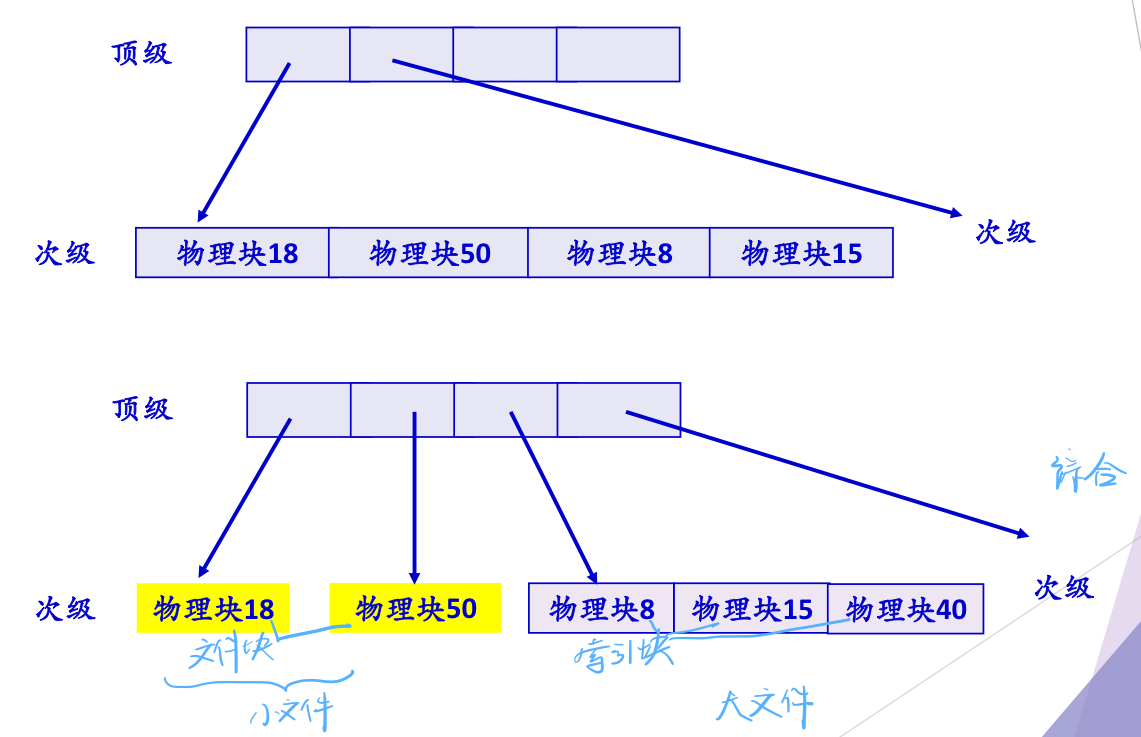 顶级
次级
物理块18 物理块50 物理块8 物理块15
次级
顶级
综合
次级
物理块18 物理块50 物理块8 物理块15 物理块40
次级
文件块
索引块
小文件
大文件